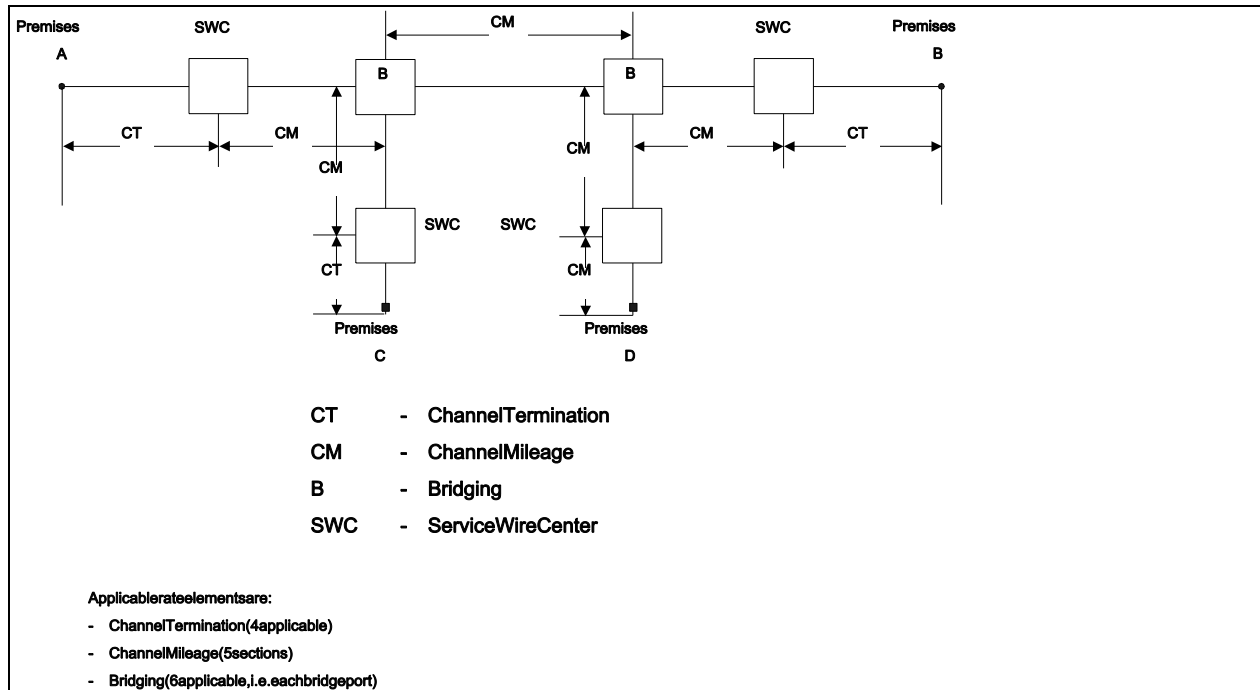 CM
Premises SWC SWC Premises
A B B B
CT CM CM CM CM CT
SWC SWC
CT CM
Premises Premises
C D
CT - ChannelTermination
CM - ChannelMileage
B - Bridging
SWC - ServiceWireCenter
Applicablerateelementsare:
- ChannelTermination(4applicable)
- ChannelMileage(5sections)
- Bridging(6applicable,i.e.eachbridgeport)